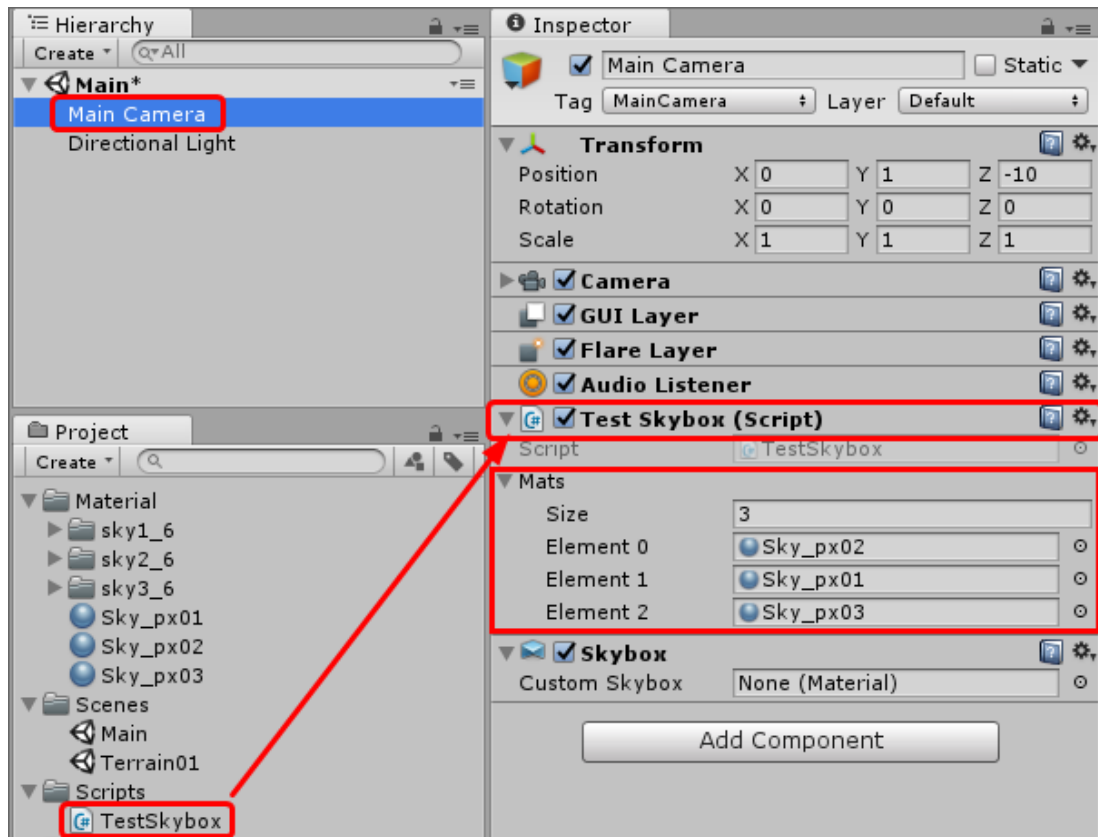 Hierarchy
Create All
Main*
Main Camera
Directional Light
Project
Create
Material
sky1_6
sky2_6
sky3_6
Sky_px01
Sky_px02
Sky_px03
Scenes
Main
Terrain01
Scripts
TestSkybox
Inspector
Main Camera Static
Tag MainCamera Layer Default
Transform
Position X 0 Y 1 Z -10
Rotation X 0 Y 0 Z 0
Scale X 1 Y 1 Z 1
Camera
GUI Layer
Flare Layer
Audio Listener
Test Skybox (Script)
Script TestSkybox
Mats
Size 3
Element 0 Sky_px02
Element 1 Sky_px01
Element 2 Sky_px03
Skybox
Custom Skybox None (Material)
Add Component